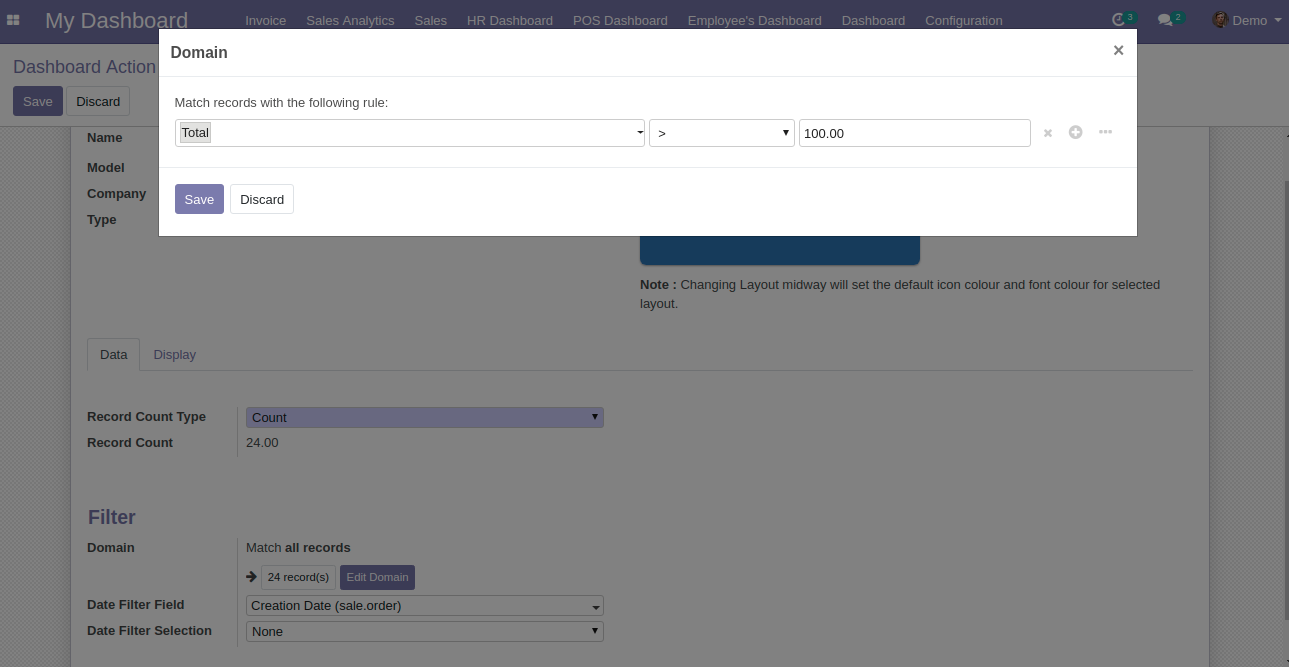 My Dashboard Invoice Sales Analytics Sales HR Dashboard POS Dashboard Employee's Dashboard Dashboard Configuration 3 2 Demo
Domain ×
Dashboard Action
Save Discard
Match records with the following rule:
Total > 100.00
Name
Model
Company
Type
Save Discard
Note : Changing Layout midway will set the default icon colour and font colour for selected
layout.
Data Display
Record Count Type Count
Record Count 24.00
Filter
Domain Match all records
24 record(s) Edit Domain
Date Filter Field Creation Date (sale.order)
Date Filter Selection None